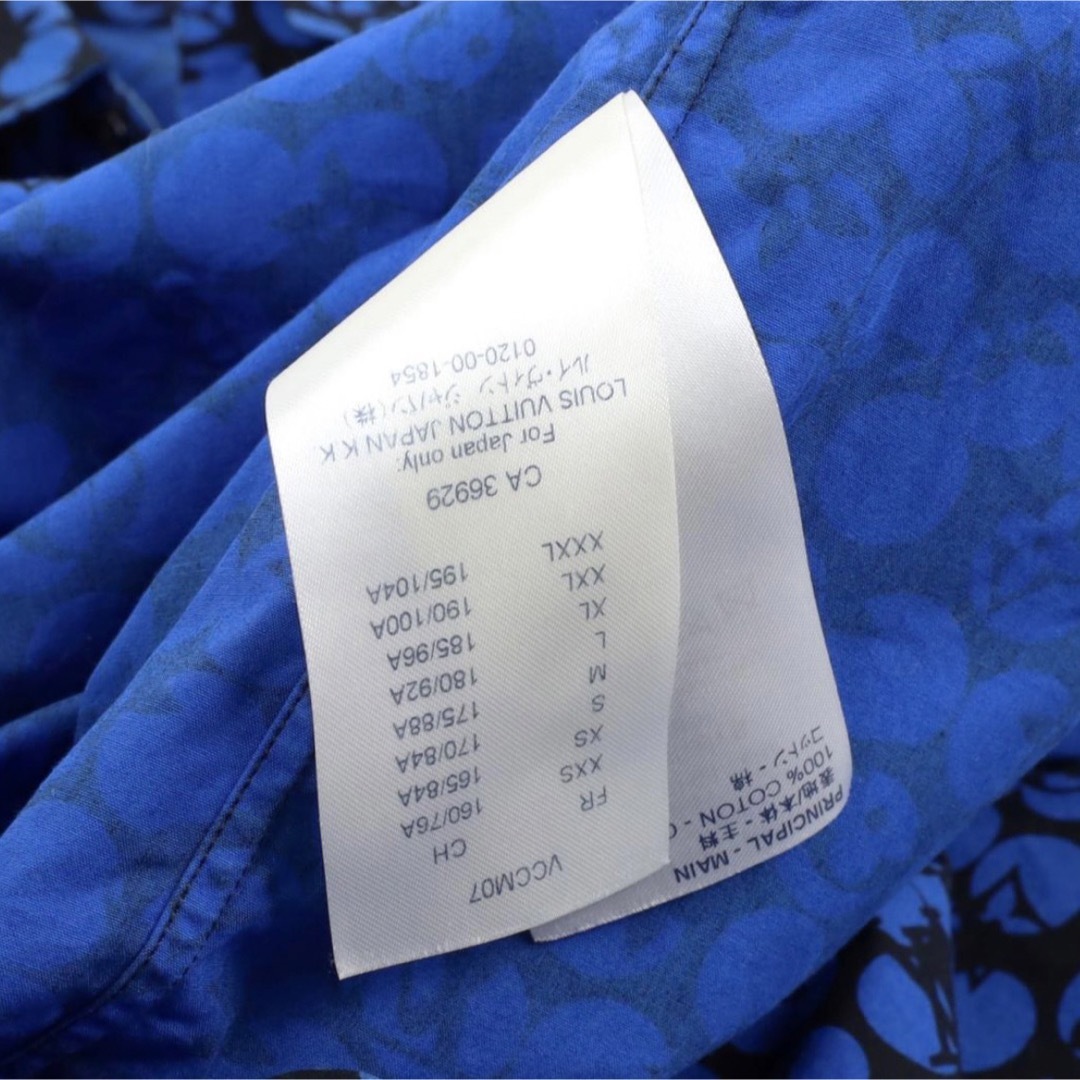 VCCM07
FR CH
XXS 160/76A
XS 165/84A
S 170/84A
M 175/88A
L 180/92A
XL 185/96A
XXL 190/100A
XXXL 195/104A
CA 36929
For Japan only:
LOUIS VUITTON JAPAN K K
ルイ・ヴィトン ジャパン(株)
0120-00-1854
PRINCIPAL - MAIN
表地/本体 - 主料
100% COTON -
コットン - 棉